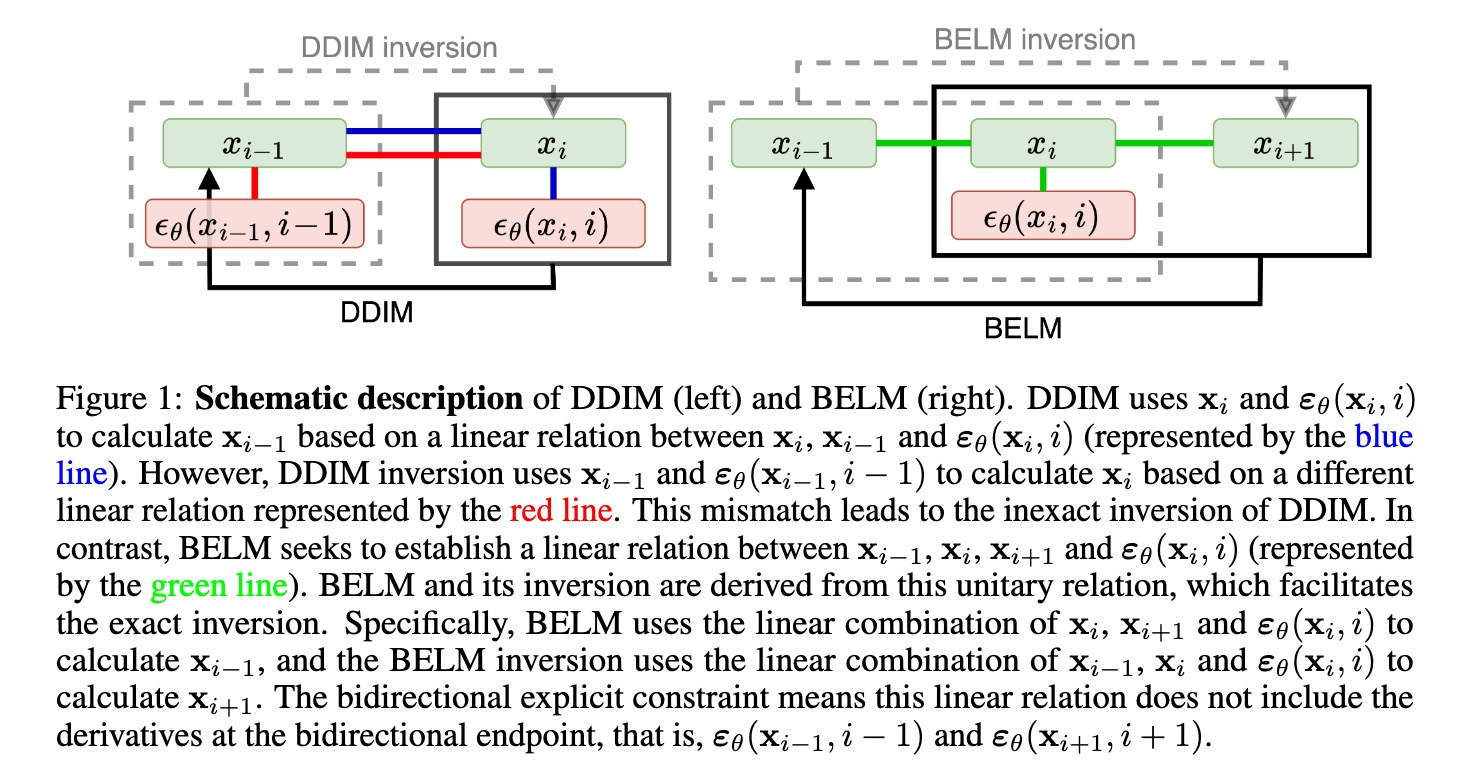 DDIM inversion
BELM inversion
x_{i−1}
x_i
x_{i−1}
x_i
x_{i+1}
ϵ_θ(x_{i−1}, i−1)
ϵ_θ(x_i, i)
ϵ_θ(x_i, i)
DDIM
BELM
Figure 1: Schematic description of DDIM (left) and BELM (right). DDIM uses x_i and ε_θ(x_i, i)
to calculate x_{i−1} based on a linear relation between x_i, x_{i−1} and ε_θ(x_i, i) (represented by the blue
line). However, DDIM inversion uses x_{i−1} and ε_θ(x_{i−1}, i − 1) to calculate x_i based on a different
linear relation represented by the red line. This mismatch leads to the inexact inversion of DDIM. In
contrast, BELM seeks to establish a linear relation between x_{i−1}, x_i, x_{i+1} and ε_θ(x_i, i) (represented
by the green line). BELM and its inversion are derived from this unitary relation, which facilitates
the exact inversion. Specifically, BELM uses the linear combination of x_i, x_{i+1} and ε_θ(x_i, i) to
calculate x_{i−1}, and the BELM inversion uses the linear combination of x_{i−1}, x_i and ε_θ(x_i, i) to
calculate x_{i+1}. The bidirectional explicit constraint means this linear relation does not include the
derivatives at the bidirectional endpoint, that is, ε_θ(x_{i−1}, i − 1) and ε_θ(x_{i+1}, i + 1).